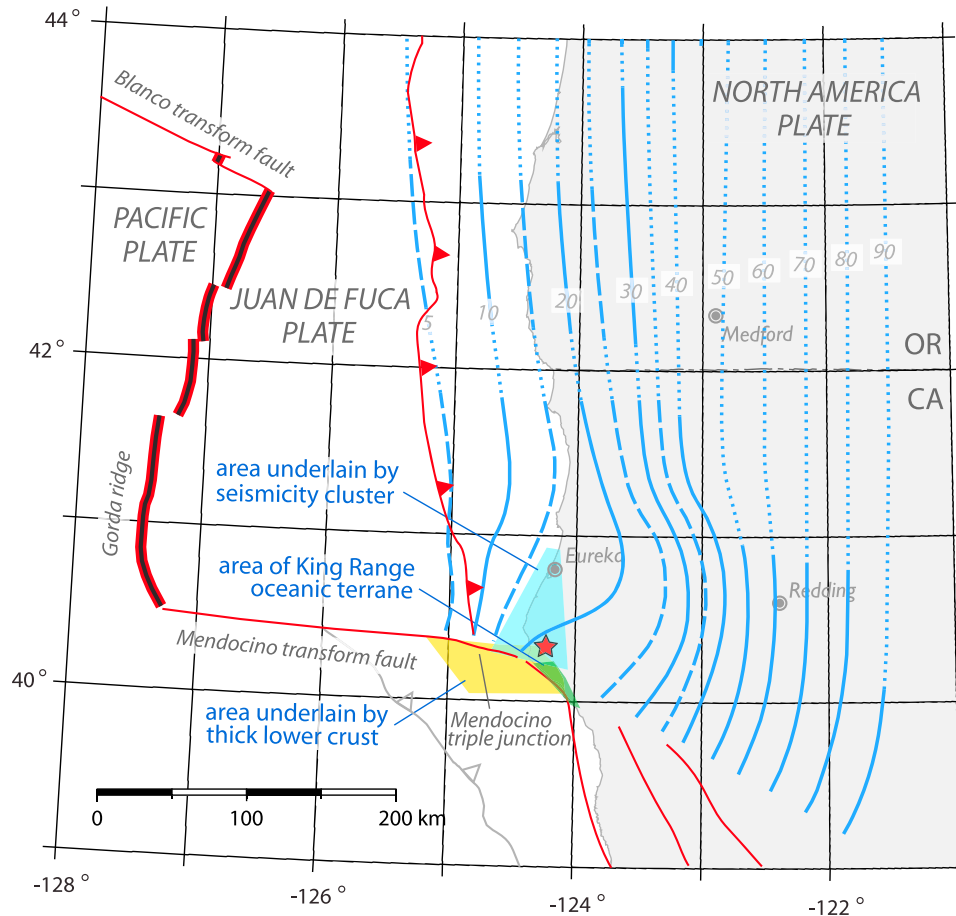 44°
Blanco transform fault
NORTH AMERICA
PLATE
PACIFIC
PLATE
JUAN DE FUCA
PLATE
5
10
20
30
40
50
60
70
80
90
Medford
42°
OR
CA
area underlain by
seismicity cluster
Gorda ridge
Eureka
area of King Range
oceanic terrane
Redding
Mendocino transform fault
40°
area underlain by
thick lower crust
Mendocino
triple junction
0
100
200 km
-128°
-126°
-124°
-122°